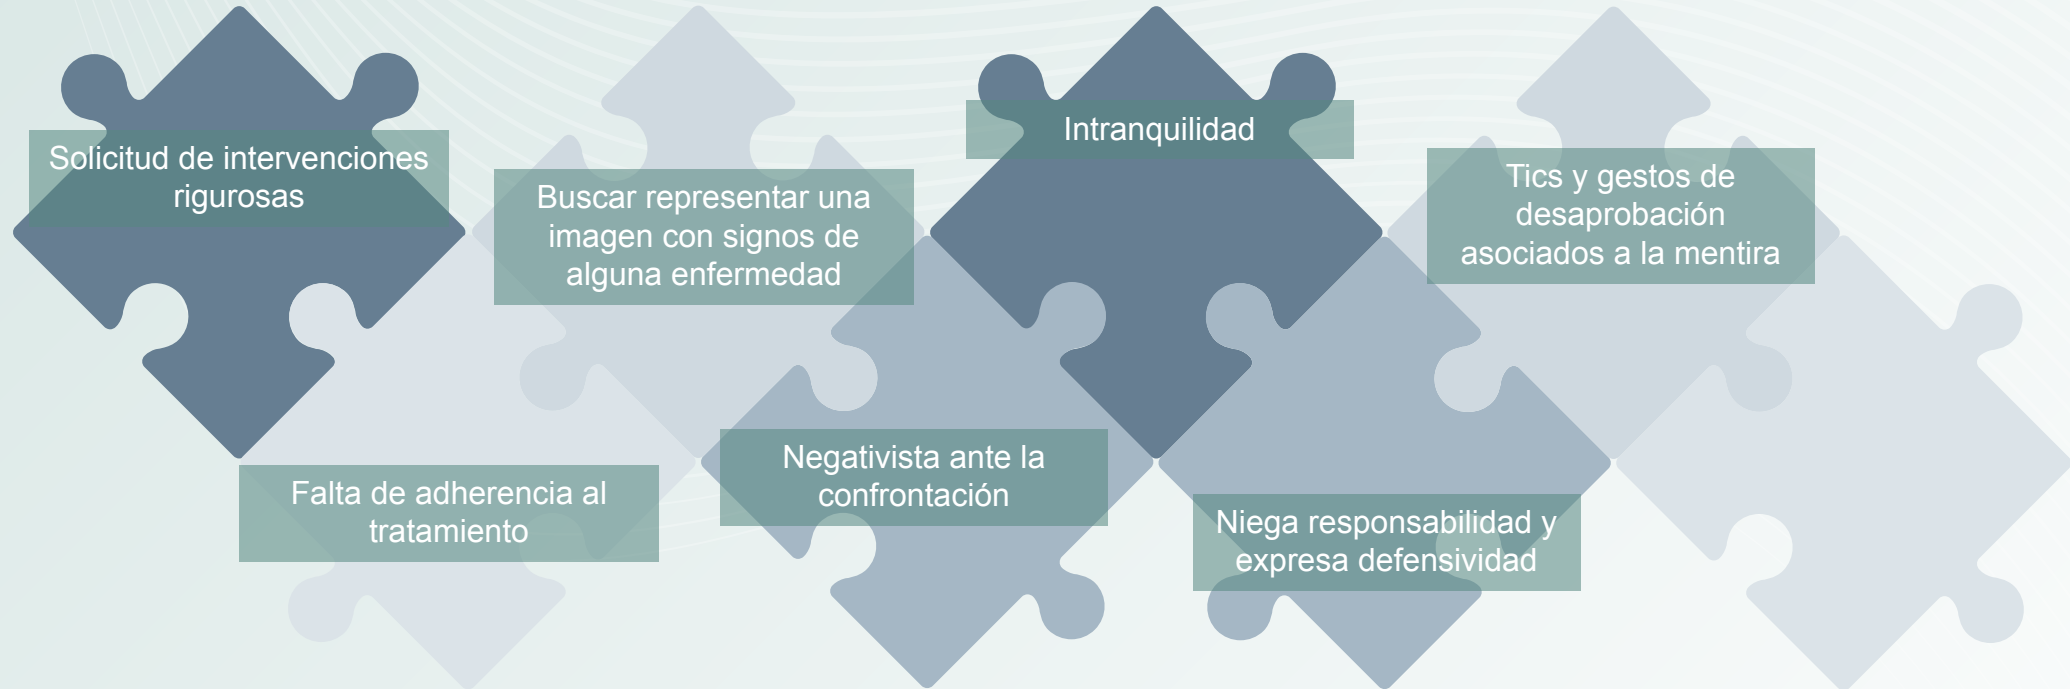 Solicitud de intervenciones
rigurosas
Buscar representar una
imagen con signos de
alguna enfermedad
Intranquilidad
Tics y gestos de
desaprobación
asociados a la mentira
Falta de adherencia al
tratamiento
Negativista ante la
confrontación
Niega responsabilidad y
expresa defensividad